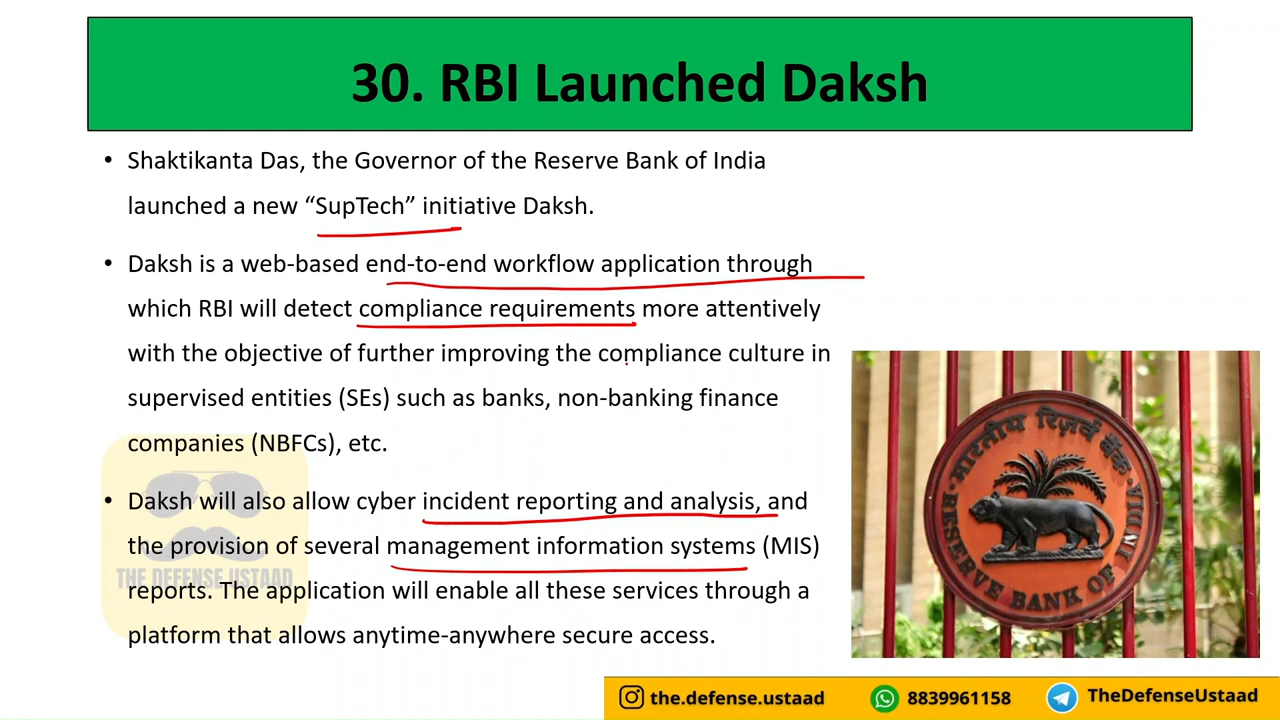 30. RBI Launched Daksh
• Shaktikanta Das, the Governor of the Reserve Bank of India
launched a new “SupTech” initiative Daksh.
• Daksh is a web-based end-to-end workflow application through
which RBI will detect compliance requirements more attentively
with the objective of further improving the compliance culture in
supervised entities (SEs) such as banks, non-banking finance
companies (NBFCs), etc.
• Daksh will also allow cyber incident reporting and analysis, and
the provision of several management information systems (MIS)
reports. The application will enable all these services through a
platform that allows anytime-anywhere secure access.
THE DEFENSE USTAAD
भारतीय रिज़र्व बैंक
RESERVE BANK OF INDIA
the.defense.ustaad
8839961158
TheDefenseUstaad